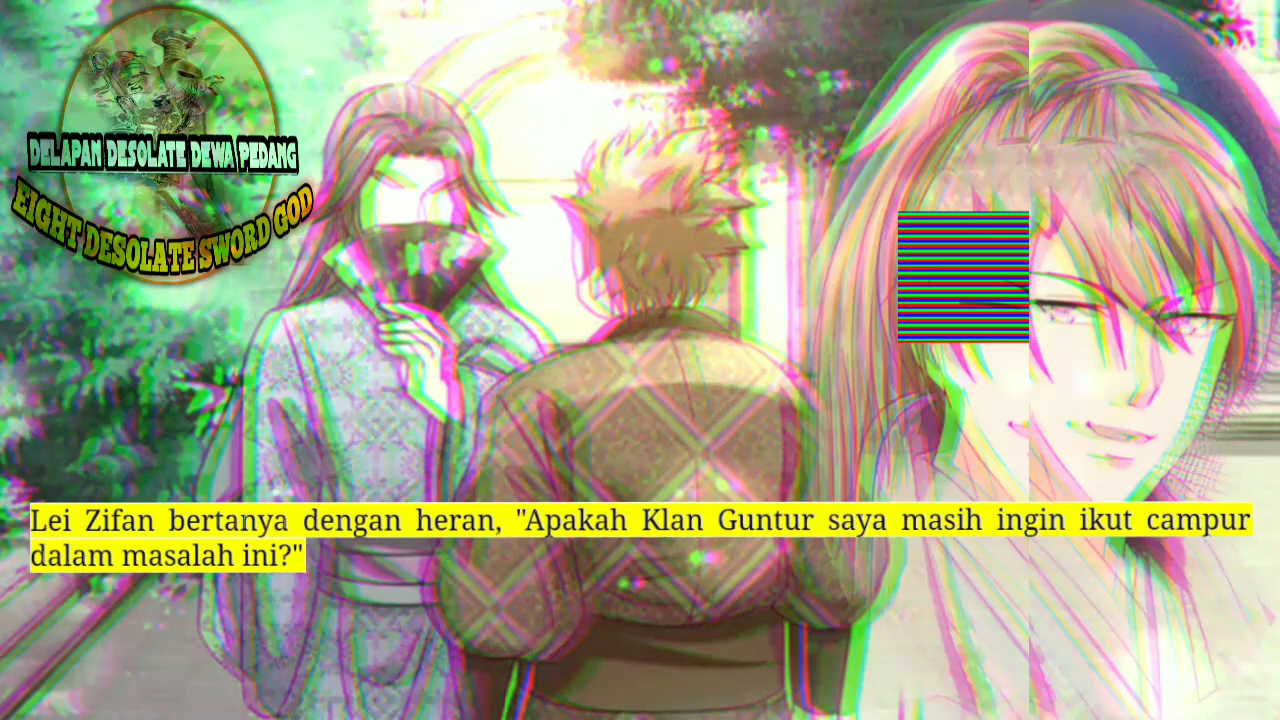 DELAPAN DESOLATE DEWA PEDANG
EIGHT DESOLATE SWORD GOD
Lei Zifan bertanya dengan heran, "Apakah Klan Guntur saya masih ingin ikut campur
dalam masalah ini?"